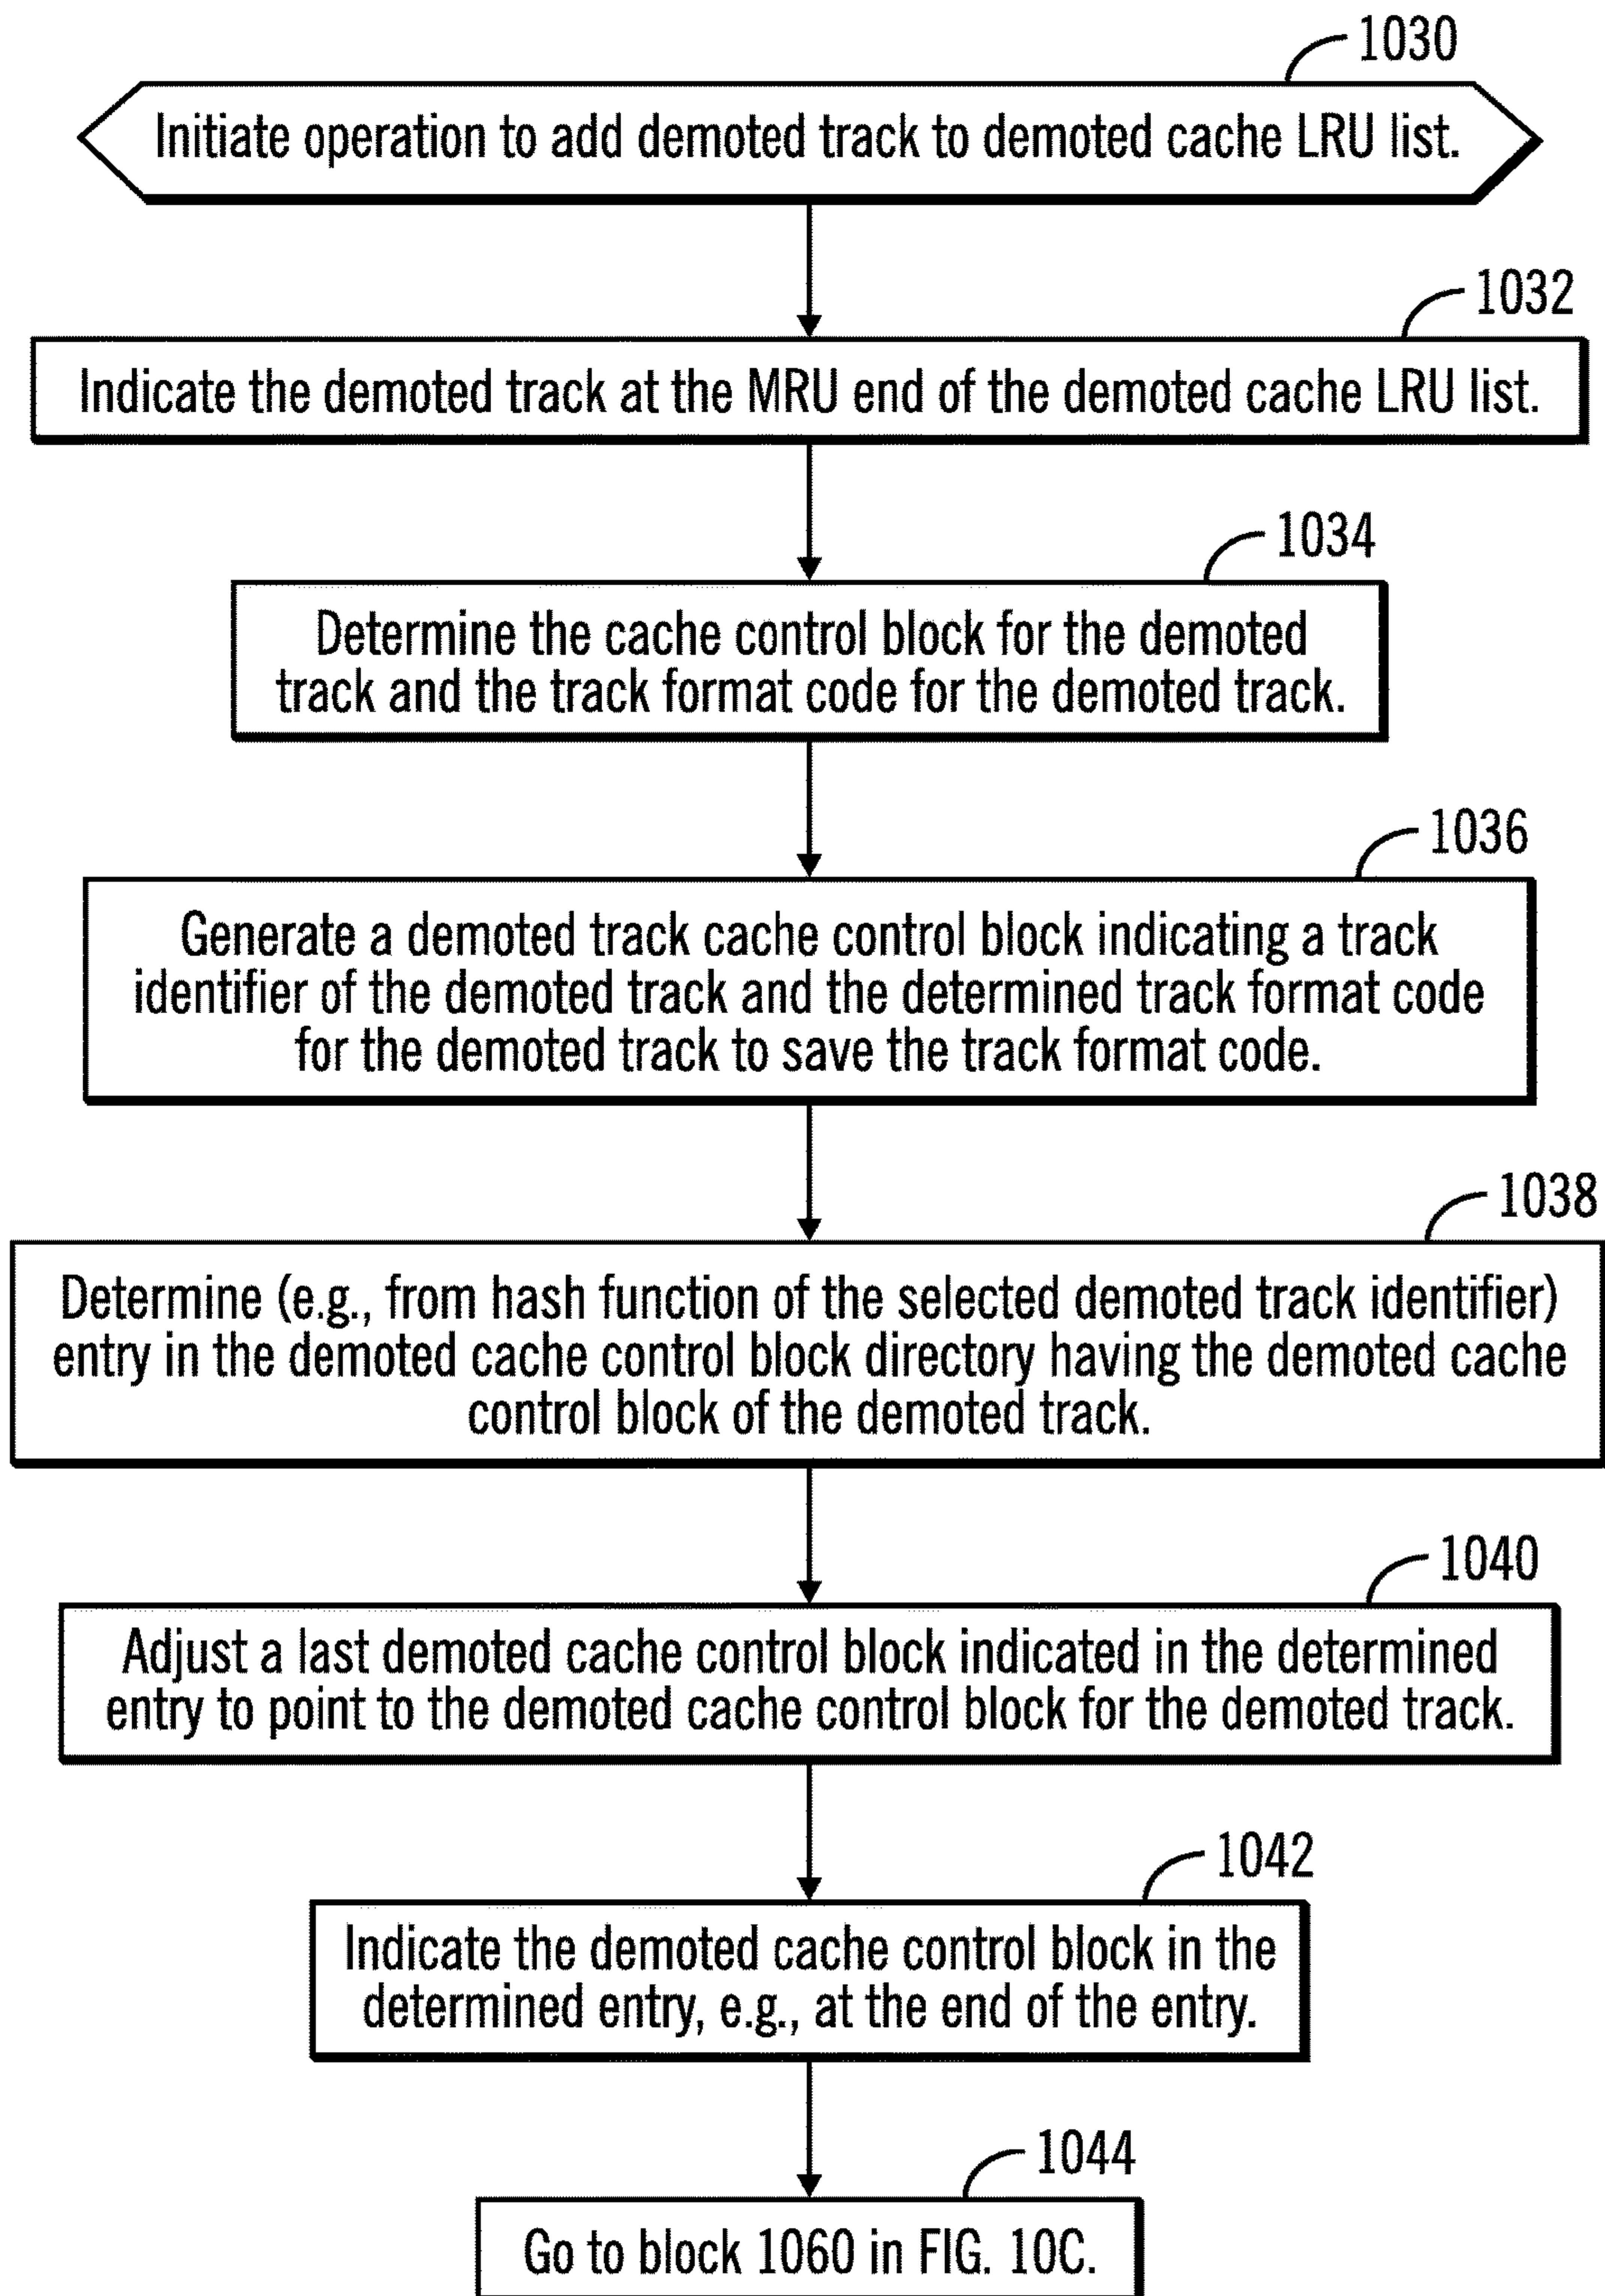 1030
Initiate operation to add demoted track to demoted cache LRU list.
1032
Indicate the demoted track at the MRU end of the demoted cache LRU list.
1034
Determine the cache control block for the demoted
track and the track format code for the demoted track.
1036
Generate a demoted track cache control block indicating a track
identifier of the demoted track and the determined track format code
for the demoted track to save the track format code.
1038
Determine (e.g., from hash function of the selected demoted track identifier)
entry in the demoted cache control block directory having the demoted cache
control block of the demoted track.
1040
Adjust a last demoted cache control block indicated in the determined
entry to point to the demoted cache control block for the demoted track.
1042
Indicate the demoted cache control block in the
determined entry, e.g., at the end of the entry.
1044
Go to block 1060 in FIG. 10C.